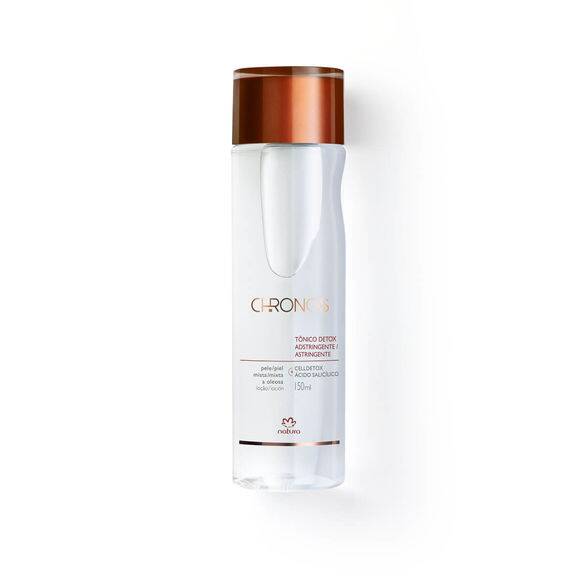 CHRONOS
TÔNICO DETOX
ADSTRINGENTE /
ASTRINGENTE
pele/piel
mista/mixta
a oleosa
loção/loción
+ CELLDETOX
ÁCIDO SALICÍLICO
150ml
natura